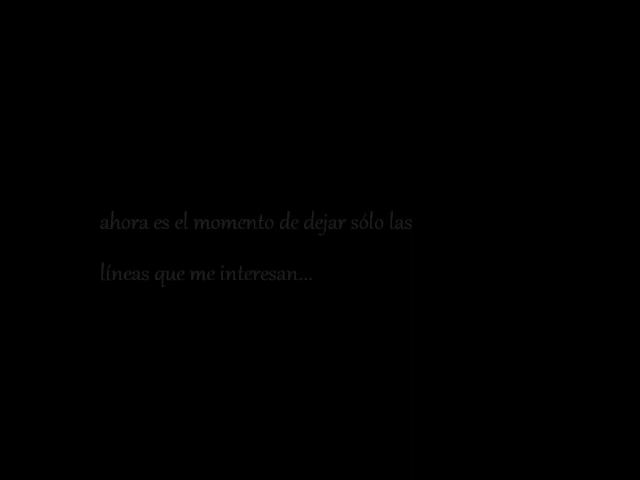 ahora es el momento de dejar sólo las
líneas que me interesan...